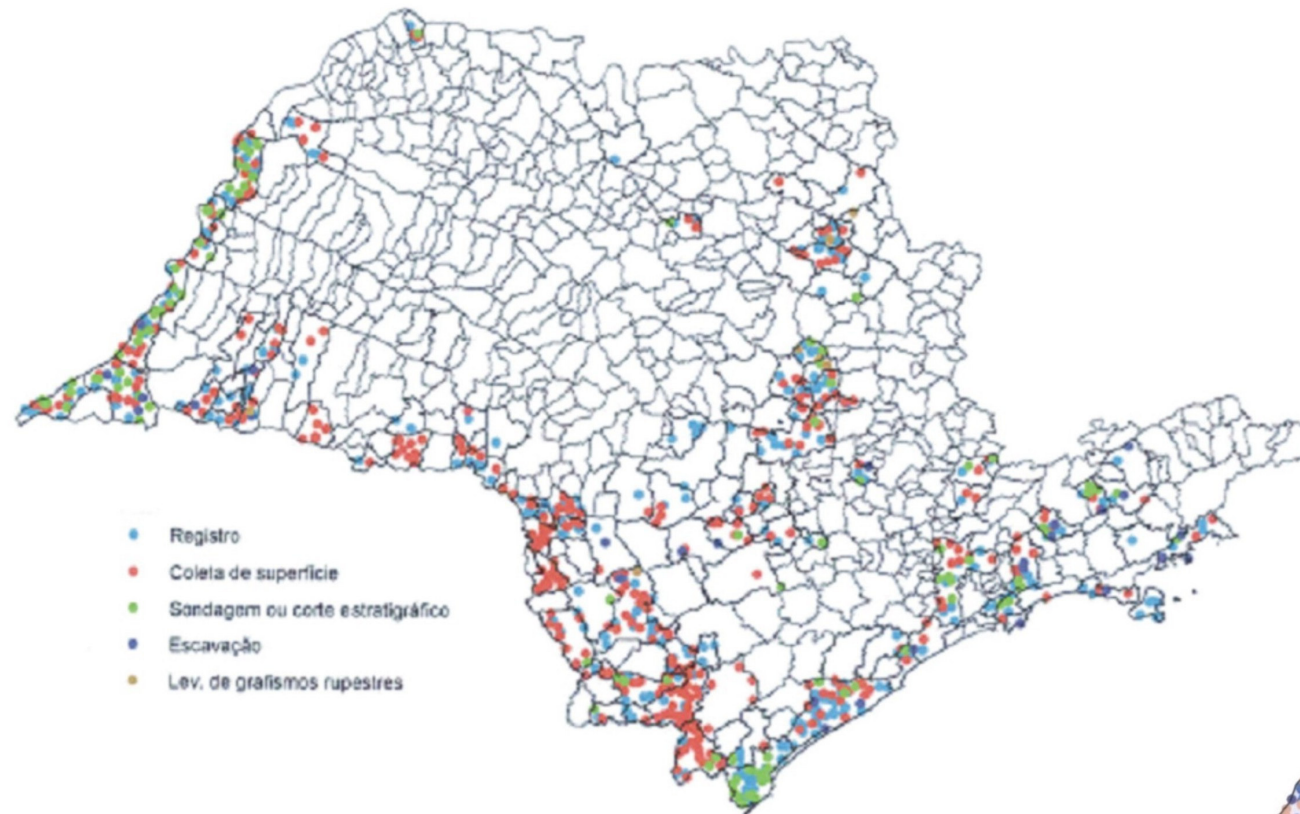 Registro
Coleta de superfície
Sondagem ou corte estratigráfico
Escavação
Lev. de grafismos rupestres